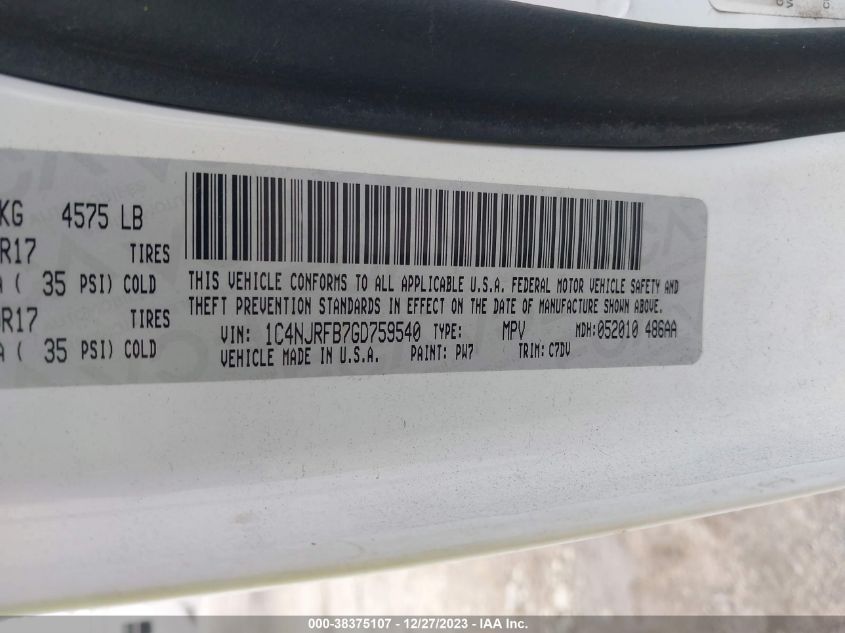 KG 4575 LB
R17 TIRES
( 35 PSI) COLD
R17 TIRES
( 35 PSI) COLD
THIS VEHICLE CONFORMS TO ALL APPLICABLE U.S.A. FEDERAL MOTOR VEHICLE SAFETY AND
THEFT PREVENTION STANDARDS IN EFFECT ON THE DATE OF MANUFACTURE SHOWN ABOVE.
VIN: 1C4NJRFB7GD759540 TYPE: MPV MDH: 052010 486AA
VEHICLE MADE IN U.S.A. PAINT: PW7 TRIM: C7DV
000-38375107 - 12/27/2023 - IAA Inc.